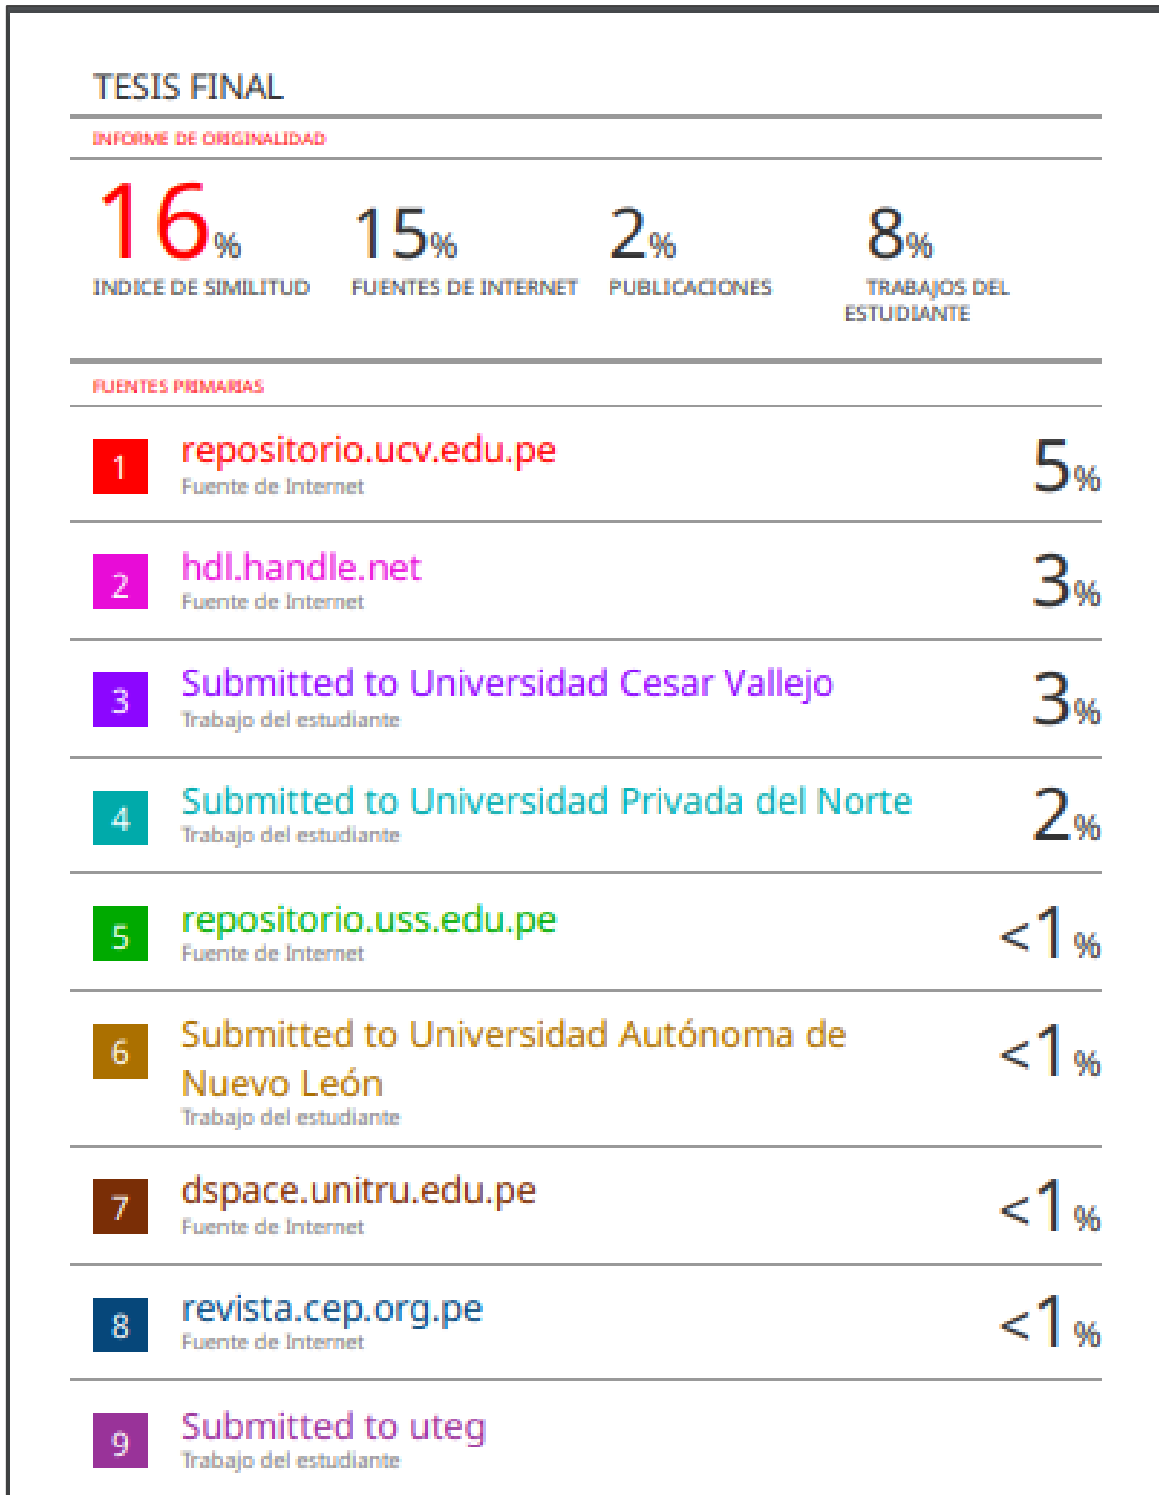 TESIS FINAL
INFORME DE ORIGINALIDAD
16% 15% 2% 8%
INDICE DE SIMILITUD FUENTES DE INTERNET PUBLICACIONES TRABAJOS DEL
ESTUDIANTE
FUENTES PRIMARIAS
1 repositorio.ucv.edu.pe 5%
Fuente de Internet
2 hdl.handle.net 3%
Fuente de Internet
3 Submitted to Universidad Cesar Vallejo 3%
Trabajo del estudiante
4 Submitted to Universidad Privada del Norte 2%
Trabajo del estudiante
5 repositorio.uss.edu.pe <1%
Fuente de Internet
6 Submitted to Universidad Autónoma de <1%
Nuevo León
Trabajo del estudiante
7 dspace.unitru.edu.pe <1%
Fuente de Internet
8 revista.cep.org.pe <1%
Fuente de Internet
9 Submitted to uteg
Trabajo del estudiante